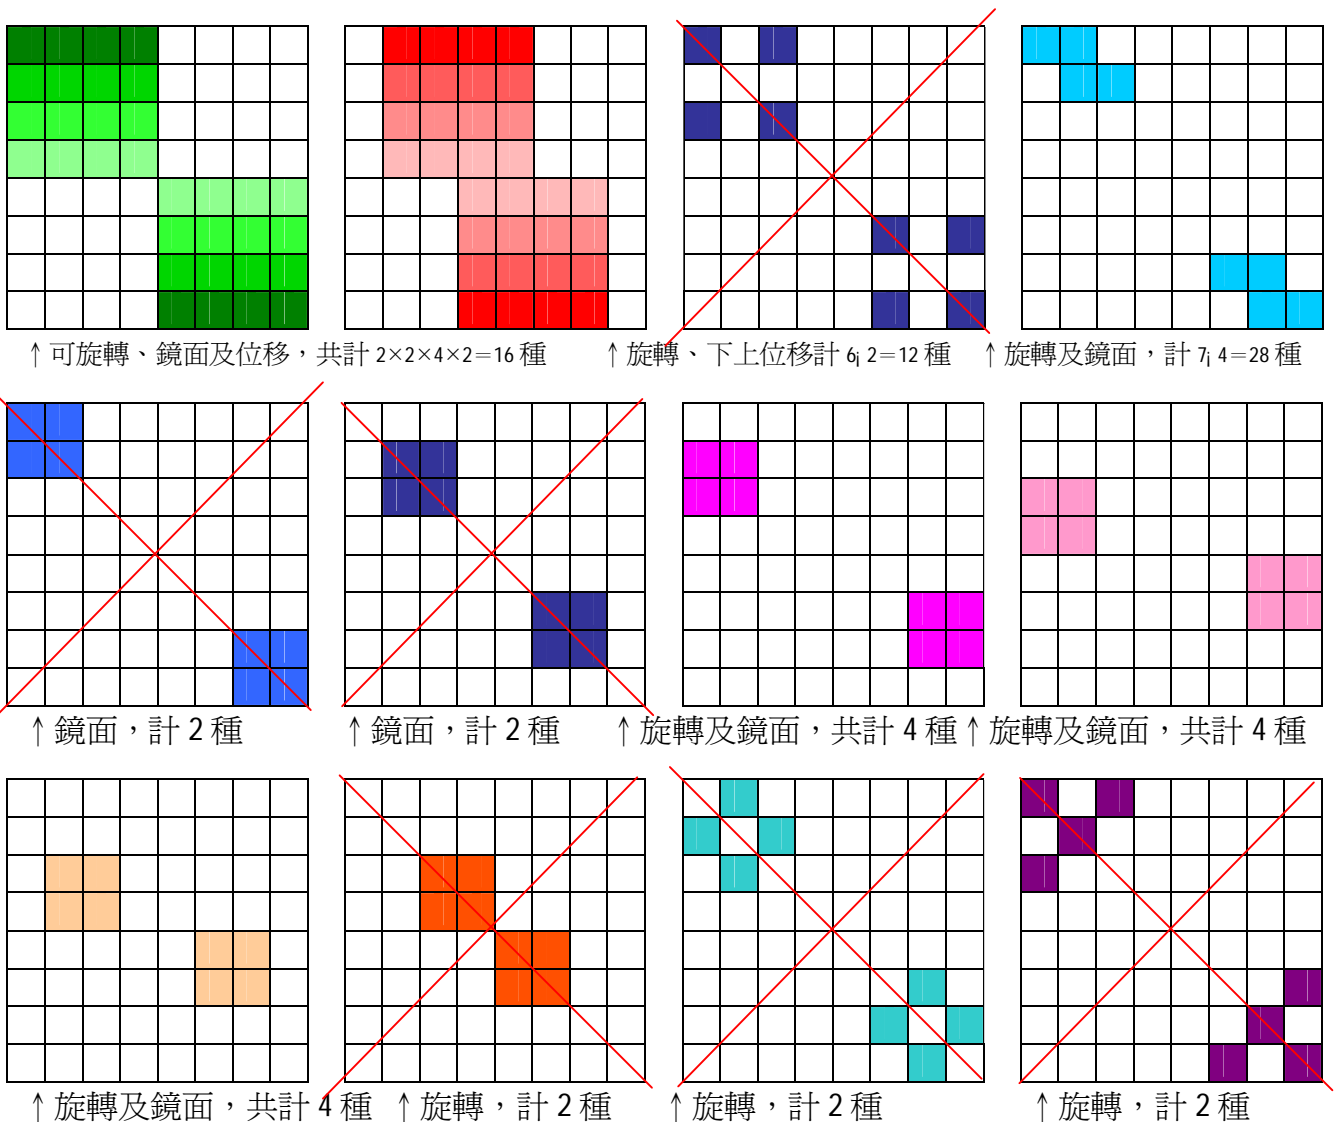 ↑可旋轉、鏡面及位移，共計 2×2×4×2＝16 種
↑旋轉、下上位移計 6¡ 2＝12 種
↑旋轉及鏡面，計 7¡ 4＝28 種
↑鏡面，計 2 種
↑鏡面，計 2 種
↑旋轉及鏡面，共計 4 種
↑旋轉及鏡面，共計 4 種
↑旋轉及鏡面，共計 4 種
↑旋轉，計 2 種
↑旋轉，計 2 種
↑旋轉，計 2 種